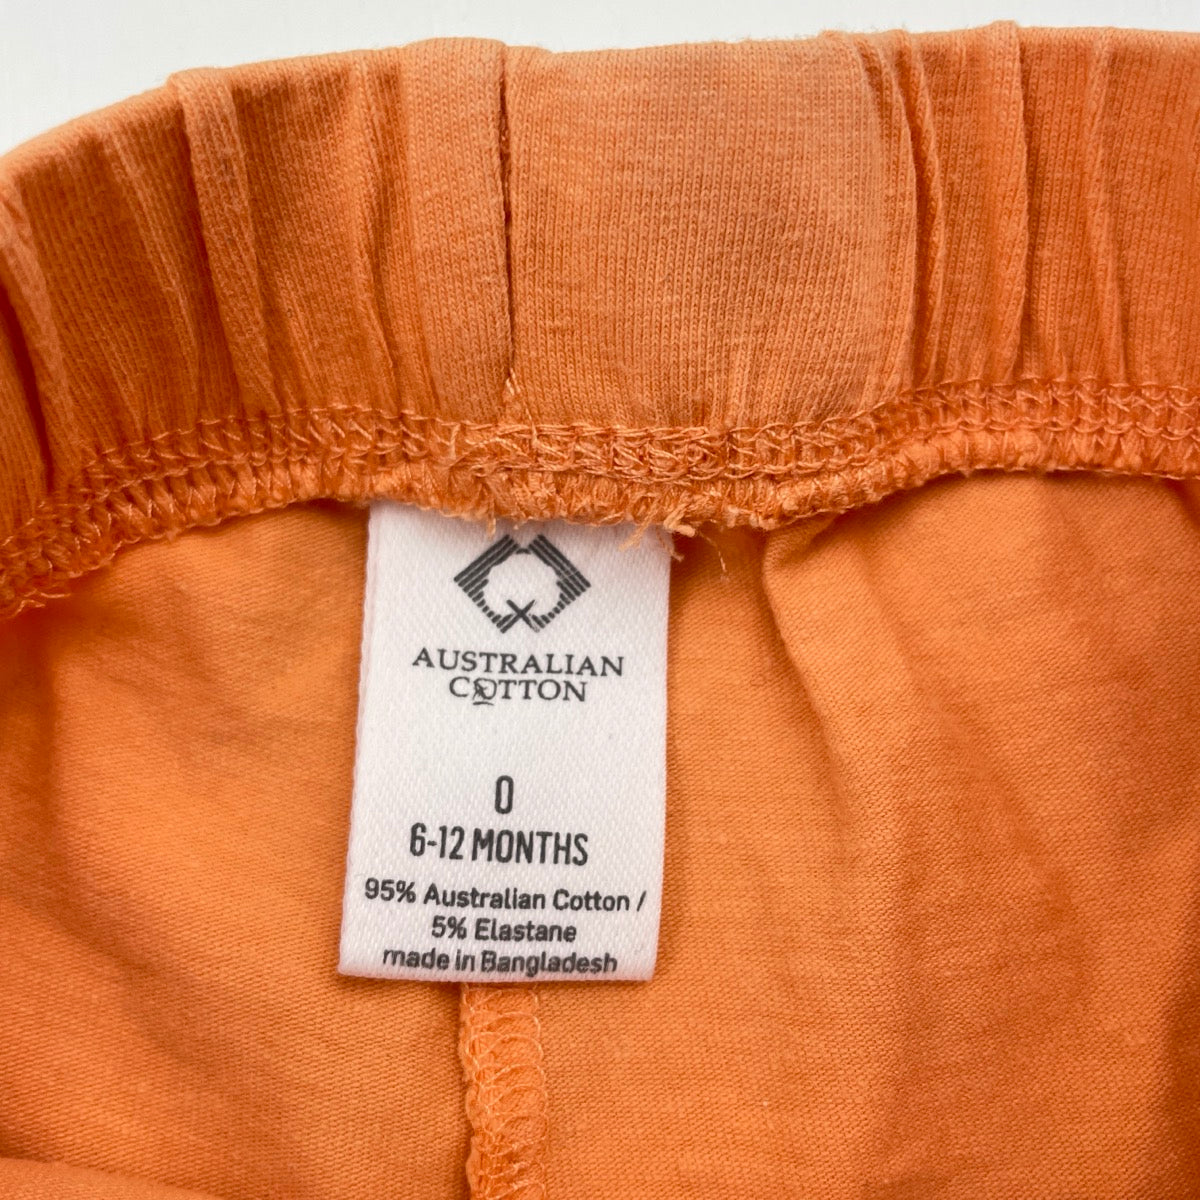 AUSTRALIAN
COTTON
0
6-12 MONTHS
95% Australian Cotton /
5% Elastane
made in Bangladesh